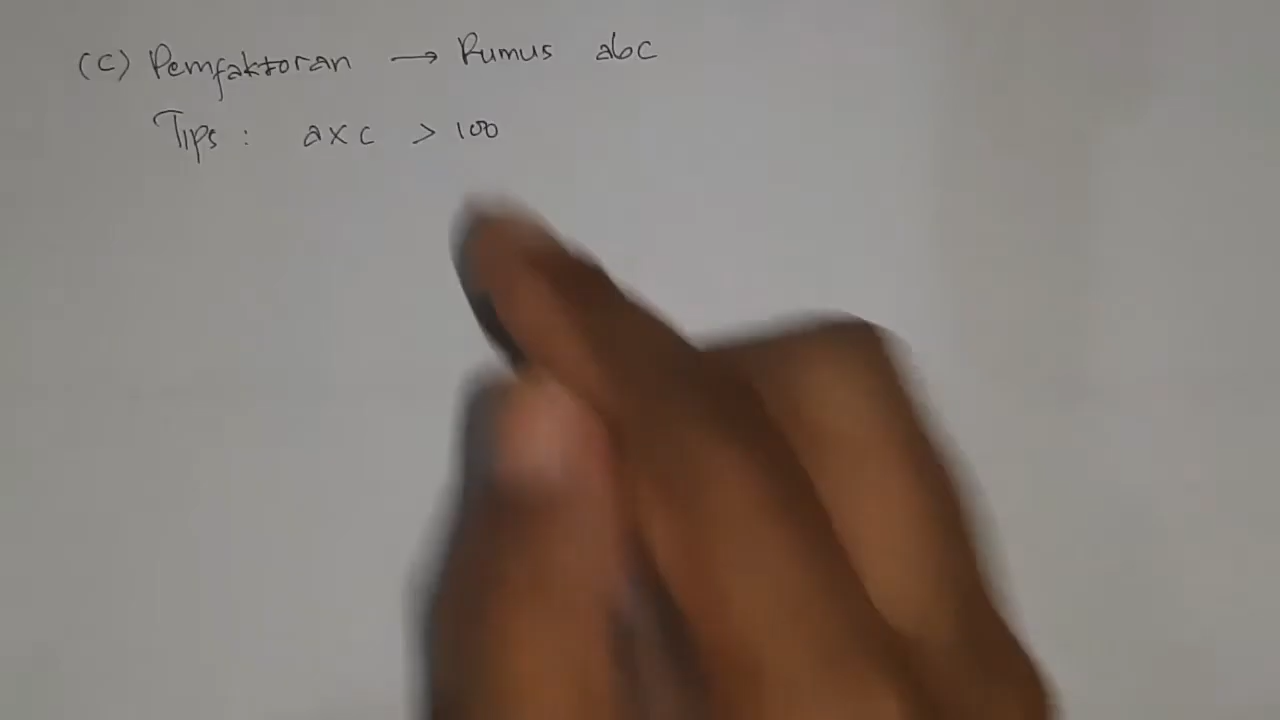 (C) Pemfaktoran → Rumus abc
Tips : a x c > 100